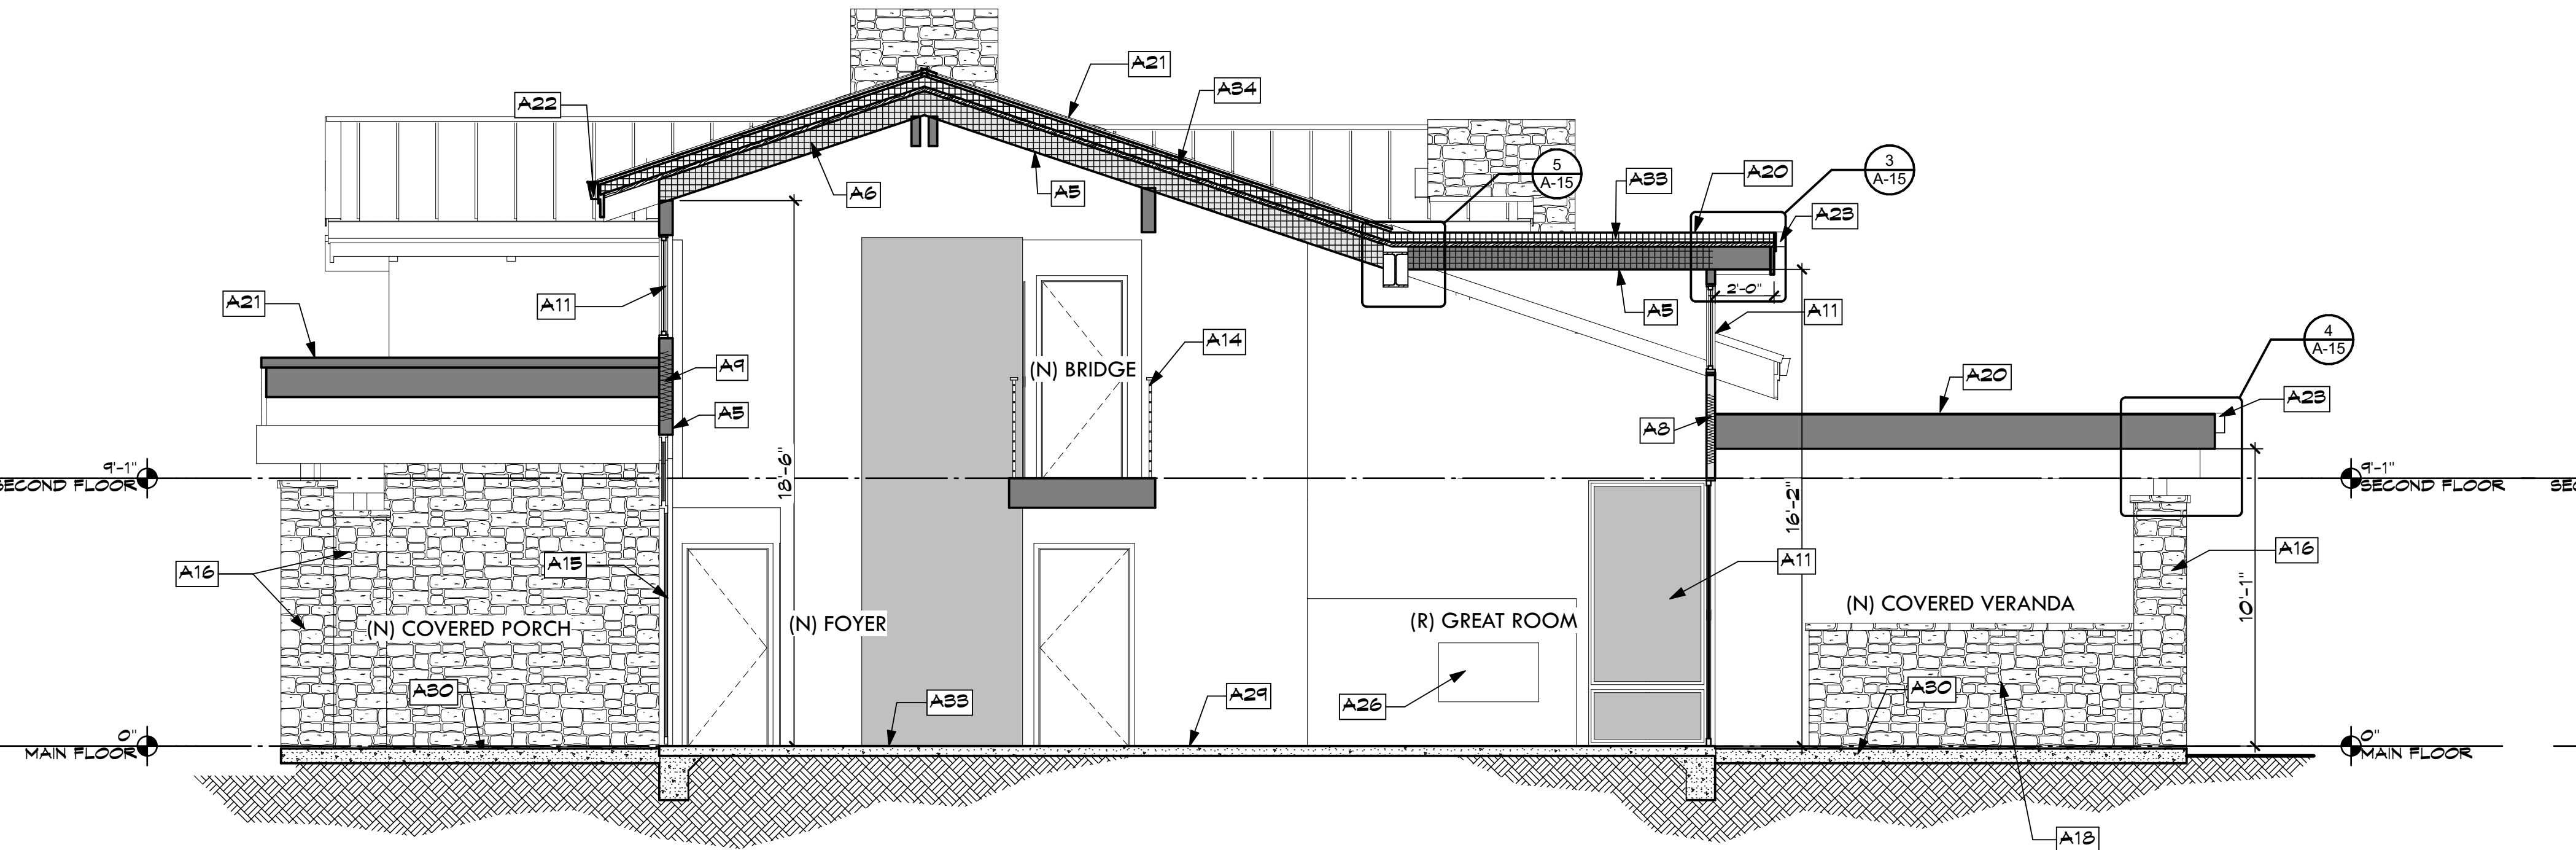 A21
A22
A34
5
A-15
3
A-15
A6
A5
A33
A20
A23
A21
A11
2'-0"
A5
A11
A14
4
A-15
A9
(N) BRIDGE
A20
A5
A8
A23
9'-1"
SECOND FLOOR
18'-6"
16'-2"
9'-1"
SECOND FLOOR
A16
A15
A11
A16
(N) COVERED PORCH
(N) FOYER
(R) GREAT ROOM
(N) COVERED VERANDA
10'-1"
A30
A33
A29
A26
A30
0"
MAIN FLOOR
0"
MAIN FLOOR
A18